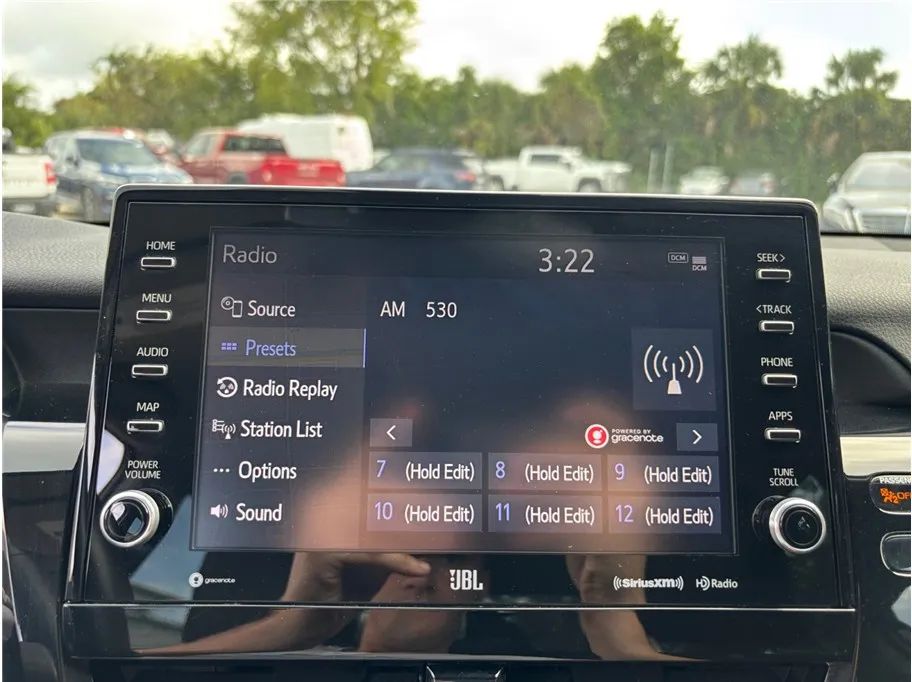 HOME
MENU
AUDIO
MAP
POWER
VOLUME
Radio
3:22
DCM
DCM
Source
Presets
Radio Replay
Station List
Options
Sound
AM 530
POWERED BY
gracenote
7 (Hold Edit) 8 (Hold Edit) 9 (Hold Edit)
10 (Hold Edit) 11 (Hold Edit) 12 (Hold Edit)
SEEK >
< TRACK
PHONE
APPS
TUNE
SCROLL
gracenote
JBL
((SiriusXM))
HD Radio